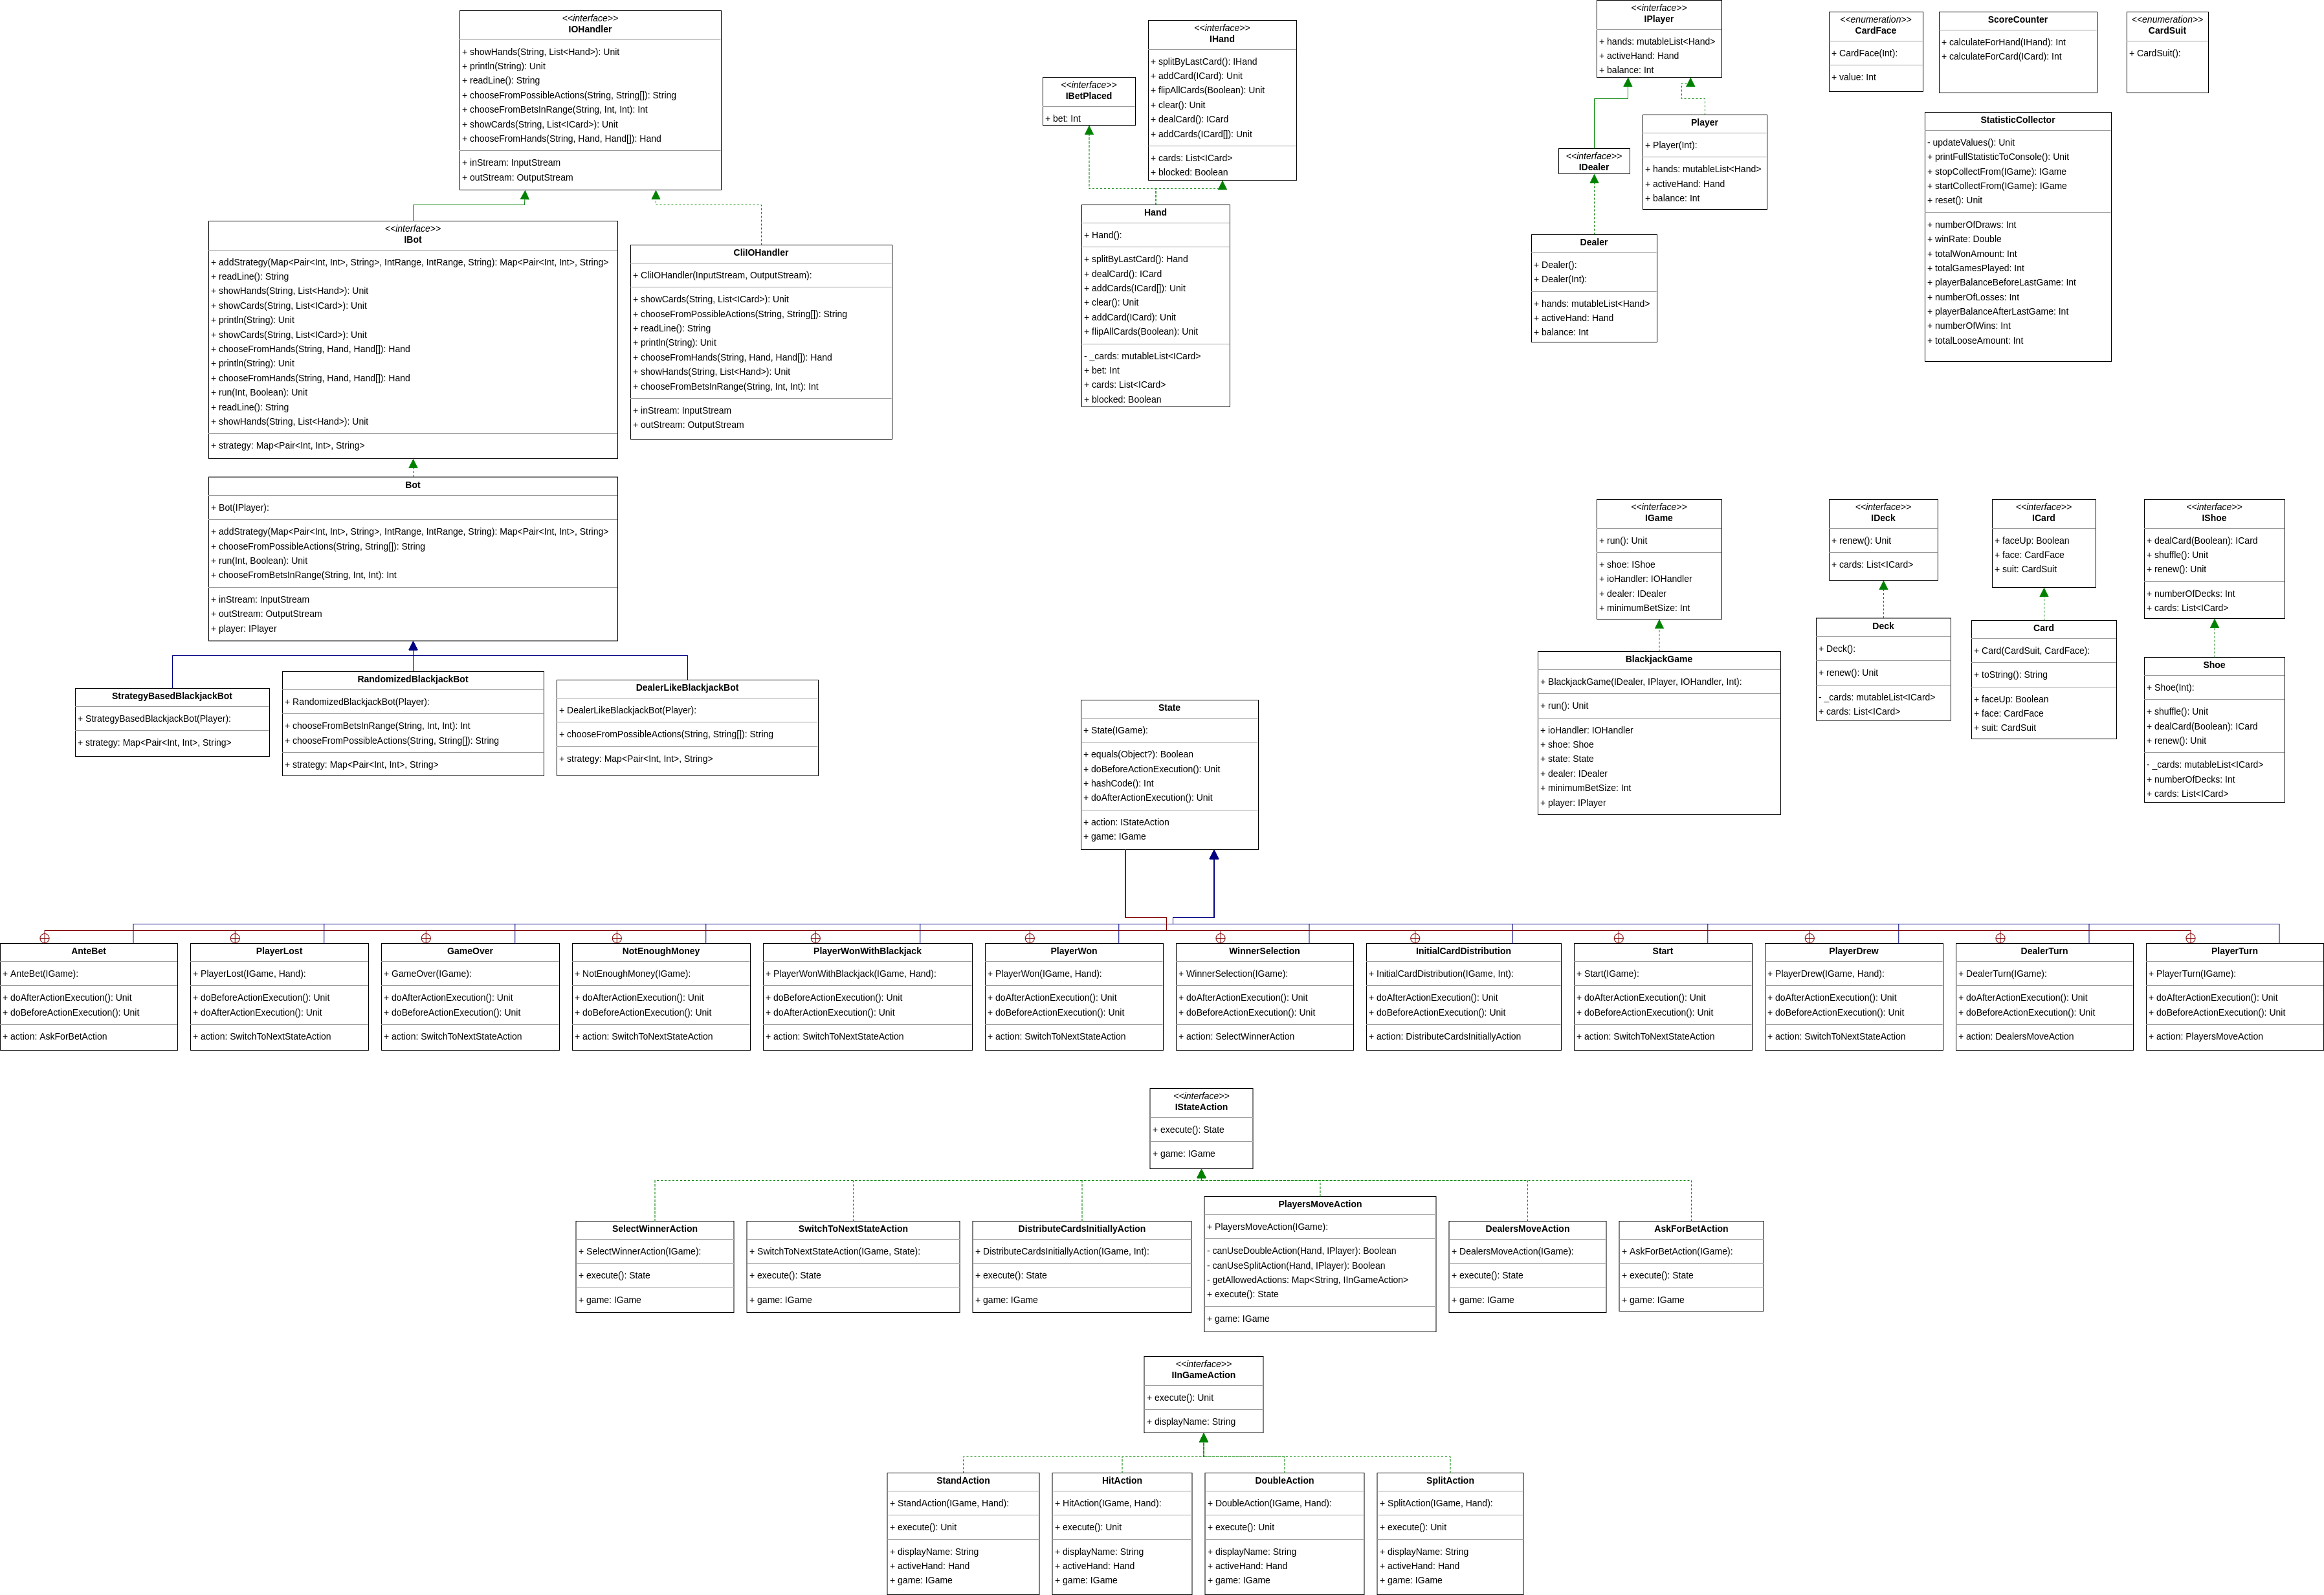 <<interface>>
IOHandler
+ showHands(String, List<Hand>): Unit
+ println(String): Unit
+ readLine(): String
+ chooseFromPossibleActions(String, String[]): String
+ chooseFromBetsInRange(String, Int, Int): Int
+ showCards(String, List<ICard>): Unit
+ chooseFromHands(String, Hand, Hand[]): Hand
+ inStream: InputStream
+ outStream: OutputStream
<<interface>>
IBetPlaced
+ bet: Int
<<interface>>
IHand
+ splitByLastCard(): IHand
+ addCard(ICard): Unit
+ flipAllCards(Boolean): Unit
+ clear(): Unit
+ dealCard(): ICard
+ addCards(ICard[]): Unit
+ cards: List<ICard>
+ blocked: Boolean
<<interface>>
IPlayer
+ hands: mutableList<Hand>
+ activeHand: Hand
+ balance: Int
<<enumeration>>
CardFace
+ CardFace(Int):
+ value: Int
ScoreCounter
+ calculateForHand(IHand): Int
+ calculateForCard(ICard): Int
<<enumeration>>
CardSuit
+ CardSuit():
<<interface>>
IDealer
Player
+ Player(Int):
+ hands: mutableList<Hand>
+ activeHand: Hand
+ balance: Int
StatisticCollector
- updateValues(): Unit
+ printFullStatisticToConsole(): Unit
+ stopCollectFrom(IGame): IGame
+ startCollectFrom(IGame): IGame
+ reset(): Unit
+ numberOfDraws: Int
+ winRate: Double
+ totalWonAmount: Int
+ totalGamesPlayed: Int
+ playerBalanceBeforeLastGame: Int
+ numberOfLosses: Int
+ playerBalanceAfterLastGame: Int
+ numberOfWins: Int
+ totalLooseAmount: Int
<<interface>>
IBot
+ addStrategy(Map<Pair<Int, Int>, String>, IntRange, IntRange, String): Map<Pair<Int, Int>, String>
+ readLine(): String
+ showHands(String, List<Hand>): Unit
+ showCards(String, List<ICard>): Unit
+ println(String): Unit
+ showCards(String, List<ICard>): Unit
+ chooseFromHands(String, Hand, Hand[]): Hand
+ println(String): Unit
+ chooseFromHands(String, Hand, Hand[]): Hand
+ run(Int, Boolean): Unit
+ readLine(): String
+ showHands(String, List<Hand>): Unit
+ strategy: Map<Pair<Int, Int>, String>
CliIOHandler
+ CliIOHandler(InputStream, OutputStream):
+ showCards(String, List<ICard>): Unit
+ chooseFromPossibleActions(String, String[]): String
+ readLine(): String
+ println(String): Unit
+ chooseFromHands(String, Hand, Hand[]): Hand
+ showHands(String, List<Hand>): Unit
+ chooseFromBetsInRange(String, Int, Int): Int
+ inStream: InputStream
+ outStream: OutputStream
Hand
+ Hand():
+ splitByLastCard(): Hand
+ dealCard(): ICard
+ addCards(ICard[]): Unit
+ clear(): Unit
+ addCard(ICard): Unit
+ flipAllCards(Boolean): Unit
- _cards: mutableList<ICard>
+ bet: Int
+ cards: List<ICard>
+ blocked: Boolean
Dealer
+ Dealer():
+ Dealer(Int):
+ hands: mutableList<Hand>
+ activeHand: Hand
+ balance: Int
Bot
+ Bot(IPlayer):
+ addStrategy(Map<Pair<Int, Int>, String>, IntRange, IntRange, String): Map<Pair<Int, Int>, String>
+ chooseFromPossibleActions(String, String[]): String
+ run(Int, Boolean): Unit
+ chooseFromBetsInRange(String, Int, Int): Int
+ inStream: InputStream
+ outStream: OutputStream
+ player: IPlayer
<<interface>>
IGame
+ run(): Unit
+ shoe: IShoe
+ ioHandler: IOHandler
+ dealer: IDealer
+ minimumBetSize: Int
<<interface>>
IDeck
+ renew(): Unit
+ cards: List<ICard>
<<interface>>
ICard
+ faceUp: Boolean
+ face: CardFace
+ suit: CardSuit
<<interface>>
IShoe
+ dealCard(Boolean): ICard
+ shuffle(): Unit
+ renew(): Unit
+ numberOfDecks: Int
+ cards: List<ICard>
StrategyBasedBlackjackBot
+ StrategyBasedBlackjackBot(Player):
+ strategy: Map<Pair<Int, Int>, String>
RandomizedBlackjackBot
+ RandomizedBlackjackBot(Player):
+ chooseFromBetsInRange(String, Int, Int): Int
+ chooseFromPossibleActions(String, String[]): String
+ strategy: Map<Pair<Int, Int>, String>
DealerLikeBlackjackBot
+ DealerLikeBlackjackBot(Player):
+ chooseFromPossibleActions(String, String[]): String
+ strategy: Map<Pair<Int, Int>, String>
State
+ State(IGame):
+ equals(Object?): Boolean
+ doBeforeActionExecution(): Unit
+ hashCode(): Int
+ doAfterActionExecution(): Unit
+ action: IStateAction
+ game: IGame
BlackjackGame
+ BlackjackGame(IDealer, IPlayer, IOHandler, Int):
+ run(): Unit
+ ioHandler: IOHandler
+ shoe: Shoe
+ state: State
+ dealer: IDealer
+ minimumBetSize: Int
+ player: IPlayer
Deck
+ Deck():
+ renew(): Unit
- _cards: mutableList<ICard>
+ cards: List<ICard>
Card
+ Card(CardSuit, CardFace):
+ toString(): String
+ faceUp: Boolean
+ face: CardFace
+ suit: CardSuit
Shoe
+ Shoe(Int):
+ shuffle(): Unit
+ dealCard(Boolean): ICard
+ renew(): Unit
- _cards: mutableList<ICard>
+ numberOfDecks: Int
+ cards: List<ICard>
AnteBet
+ AnteBet(IGame):
+ doAfterActionExecution(): Unit
+ doBeforeActionExecution(): Unit
+ action: AskForBetAction
PlayerLost
+ PlayerLost(IGame, Hand):
+ doBeforeActionExecution(): Unit
+ doAfterActionExecution(): Unit
+ action: SwitchToNextStateAction
GameOver
+ GameOver(IGame):
+ doAfterActionExecution(): Unit
+ doBeforeActionExecution(): Unit
+ action: SwitchToNextStateAction
NotEnoughMoney
+ NotEnoughMoney(IGame):
+ doAfterActionExecution(): Unit
+ doBeforeActionExecution(): Unit
+ action: SwitchToNextStateAction
PlayerWonWithBlackjack
+ PlayerWonWithBlackjack(IGame, Hand):
+ doBeforeActionExecution(): Unit
+ doAfterActionExecution(): Unit
+ action: SwitchToNextStateAction
PlayerWon
+ PlayerWon(IGame, Hand):
+ doAfterActionExecution(): Unit
+ doBeforeActionExecution(): Unit
+ action: SwitchToNextStateAction
WinnerSelection
+ WinnerSelection(IGame):
+ doAfterActionExecution(): Unit
+ doBeforeActionExecution(): Unit
+ action: SelectWinnerAction
InitialCardDistribution
+ InitialCardDistribution(IGame, Int):
+ doAfterActionExecution(): Unit
+ doBeforeActionExecution(): Unit
+ action: DistributeCardsInitiallyAction
Start
+ Start(IGame):
+ doAfterActionExecution(): Unit
+ doBeforeActionExecution(): Unit
+ action: SwitchToNextStateAction
PlayerDrew
+ PlayerDrew(IGame, Hand):
+ doAfterActionExecution(): Unit
+ doBeforeActionExecution(): Unit
+ action: SwitchToNextStateAction
DealerTurn
+ DealerTurn(IGame):
+ doAfterActionExecution(): Unit
+ doBeforeActionExecution(): Unit
+ action: DealersMoveAction
PlayerTurn
+ PlayerTurn(IGame):
+ doAfterActionExecution(): Unit
+ doBeforeActionExecution(): Unit
+ action: PlayersMoveAction
<<interface>>
IStateAction
+ execute(): State
+ game: IGame
SelectWinnerAction
+ SelectWinnerAction(IGame):
+ execute(): State
+ game: IGame
SwitchToNextStateAction
+ SwitchToNextStateAction(IGame, State):
+ execute(): State
+ game: IGame
DistributeCardsInitiallyAction
+ DistributeCardsInitiallyAction(IGame, Int):
+ execute(): State
+ game: IGame
PlayersMoveAction
+ PlayersMoveAction(IGame):
- canUseDoubleAction(Hand, IPlayer): Boolean
- canUseSplitAction(Hand, IPlayer): Boolean
- getAllowedActions: Map<String, IInGameAction>
+ execute(): State
+ game: IGame
DealersMoveAction
+ DealersMoveAction(IGame):
+ execute(): State
+ game: IGame
AskForBetAction
+ AskForBetAction(IGame):
+ execute(): State
+ game: IGame
<<interface>>
IInGameAction
+ execute(): Unit
+ displayName: String
StandAction
+ StandAction(IGame, Hand):
+ execute(): Unit
+ displayName: String
+ activeHand: Hand
+ game: IGame
HitAction
+ HitAction(IGame, Hand):
+ execute(): Unit
+ displayName: String
+ activeHand: Hand
+ game: IGame
DoubleAction
+ DoubleAction(IGame, Hand):
+ execute(): Unit
+ displayName: String
+ activeHand: Hand
+ game: IGame
SplitAction
+ SplitAction(IGame, Hand):
+ execute(): Unit
+ displayName: String
+ activeHand: Hand
+ game: IGame